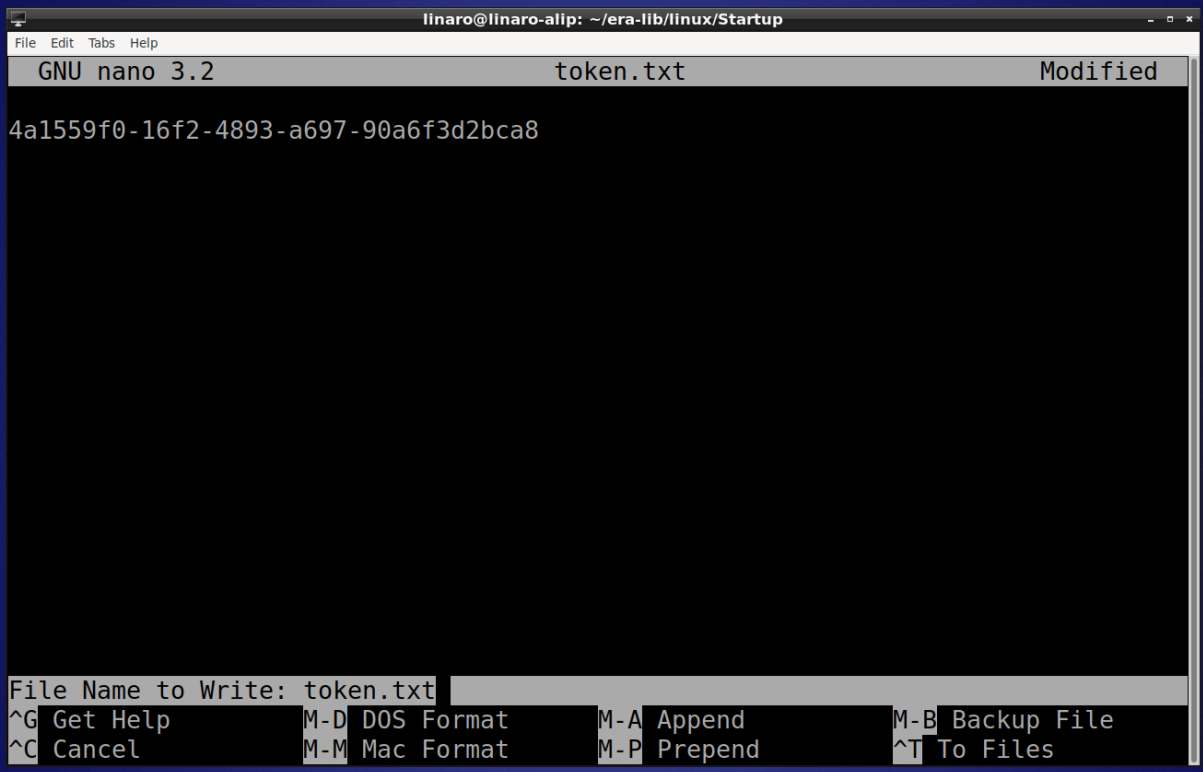 linaro@linaro-alip: ~/era-lib/linux/Startup
File Edit Tabs Help
GNU nano 3.2 token.txt Modified
4a1559f0-16f2-4893-a697-90a6f3d2bca8
File Name to Write: token.txt
^G Get Help M-D DOS Format M-A Append M-B Backup File
^C Cancel M-M Mac Format M-P Prepend ^T To Files